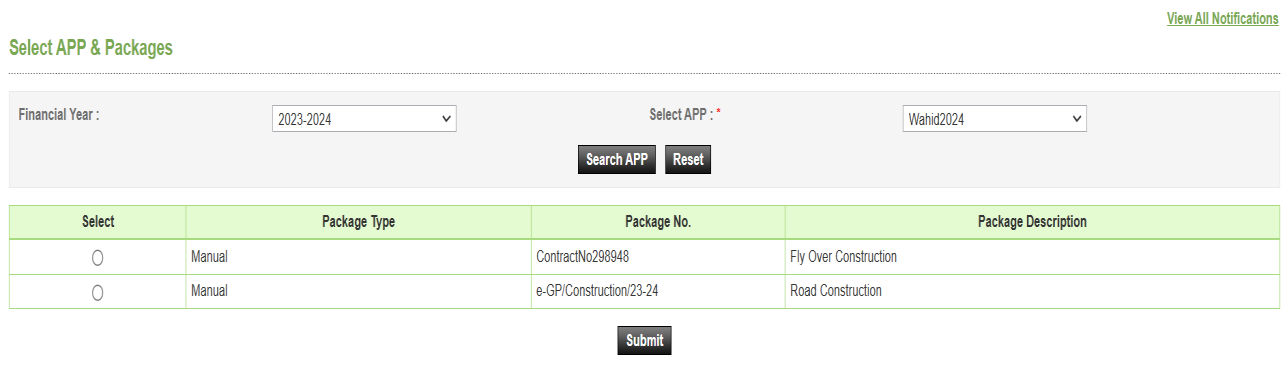 View All Notifications
Select APP & Packages
Financial Year : 2023-2024 Select APP : * Wahid2024
Search APP Reset
Select Package Type Package No. Package Description
Manual ContractNo298948 Fly Over Construction
Manual e-GP/Construction/23-24 Road Construction
Submit